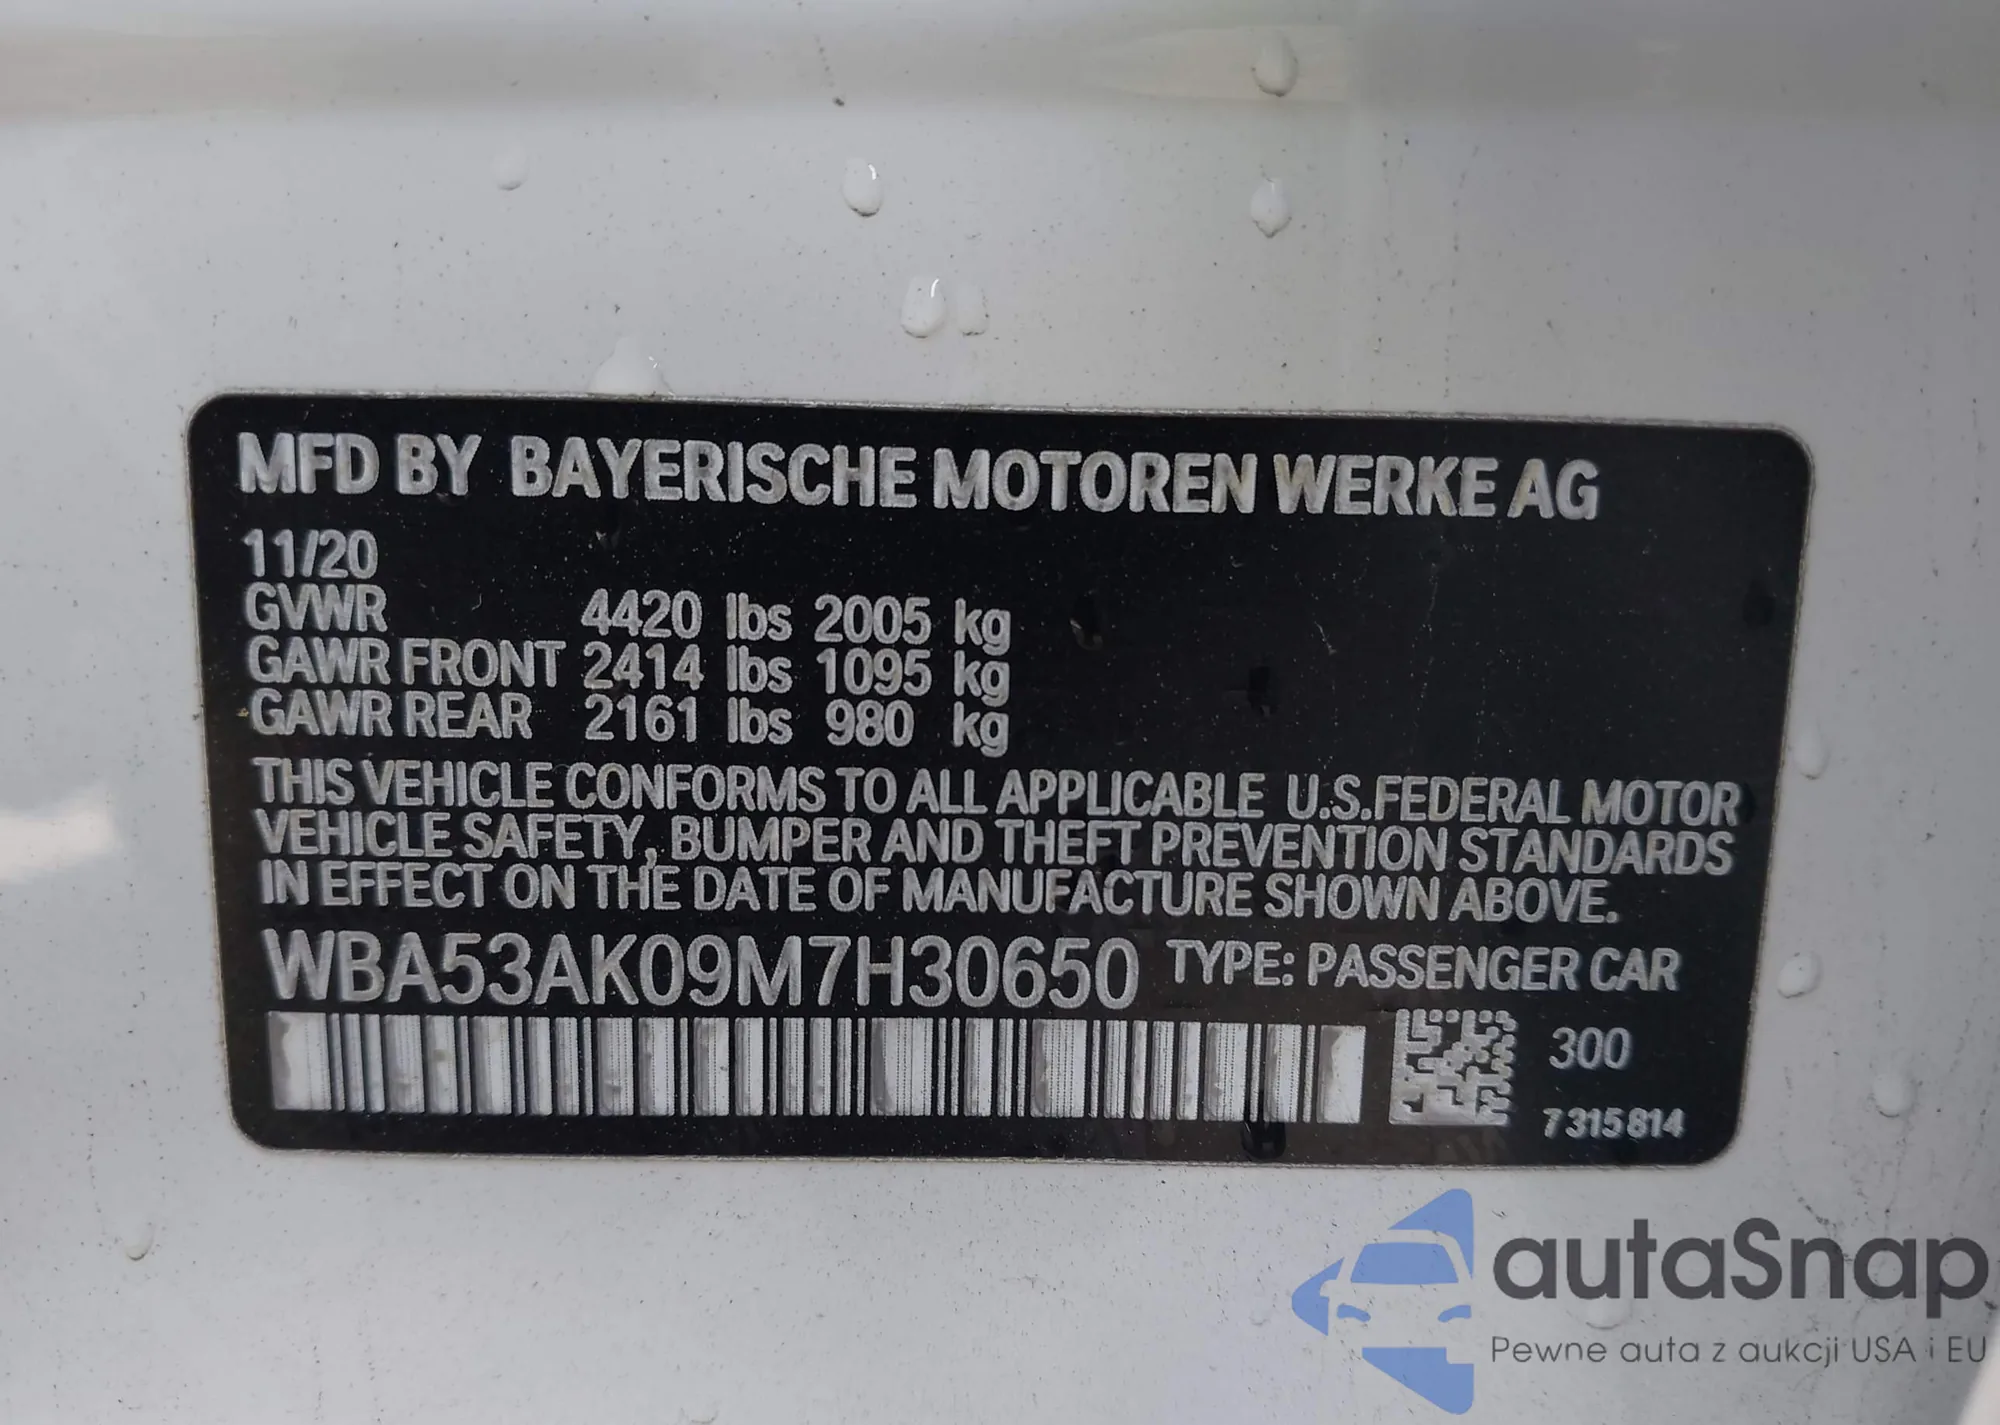 MFD BY BAYERISCHE MOTOREN WERKE AG
11/20
GVWR 4420 lbs 2005 kg
GAWR FRONT 2414 lbs 1095 kg
GAWR REAR 2161 lbs 980 kg
THIS VEHICLE CONFORMS TO ALL APPLICABLE U.S.FEDERAL MOTOR
VEHICLE SAFETY, BUMPER AND THEFT PREVENTION STANDARDS
IN EFFECT ON THE DATE OF MANUFACTURE SHOWN ABOVE.
WBA53AK09M7H30650 TYPE: PASSENGER CAR
300
7315814
autaSnap
Pewne auta z aukcji USA i EU